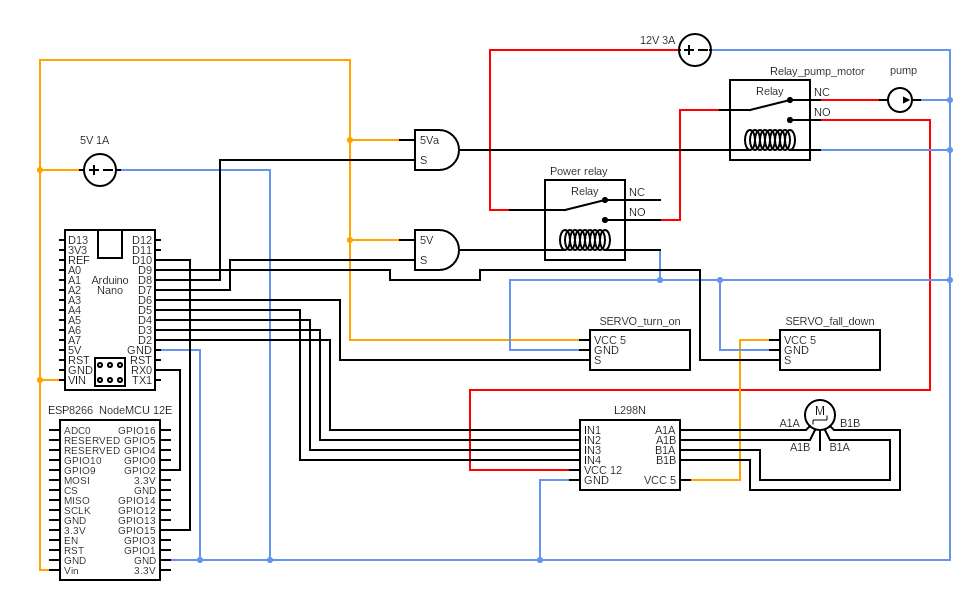 12V 3A
Relay_pump_motor
pump
Relay
NC
NO
5V 1A
5Va
S
Power relay
Relay
NC
NO
5V
S
D13 D12
3V3 D11
REF D10
A0 D9
A1 Arduino D8
A2 Nano D7
A3 D6
A4 D5
A5 D4
A6 D3
A7 D2
5V GND
RST RST
GND RX0
VIN TX1
SERVO_turn_on
VCC 5
GND
S
SERVO_fall_down
VCC 5
GND
S
ESP8266 NodeMCU 12E
ADC0 GPIO16
RESERVED GPIO5
RESERVED GPIO4
GPIO10 GPIO0
GPIO9 GPIO2
MOSI 3.3V
CS GND
MISO GPIO14
SCLK GPIO12
GND GPIO13
3.3V GPIO15
EN GPIO3
RST GPIO1
GND GND
Vin 3.3V
L298N
IN1 A1A
IN2 A1B
IN3 B1A
IN4 B1B
VCC 12
GND VCC 5
M
A1A B1B
A1B B1A